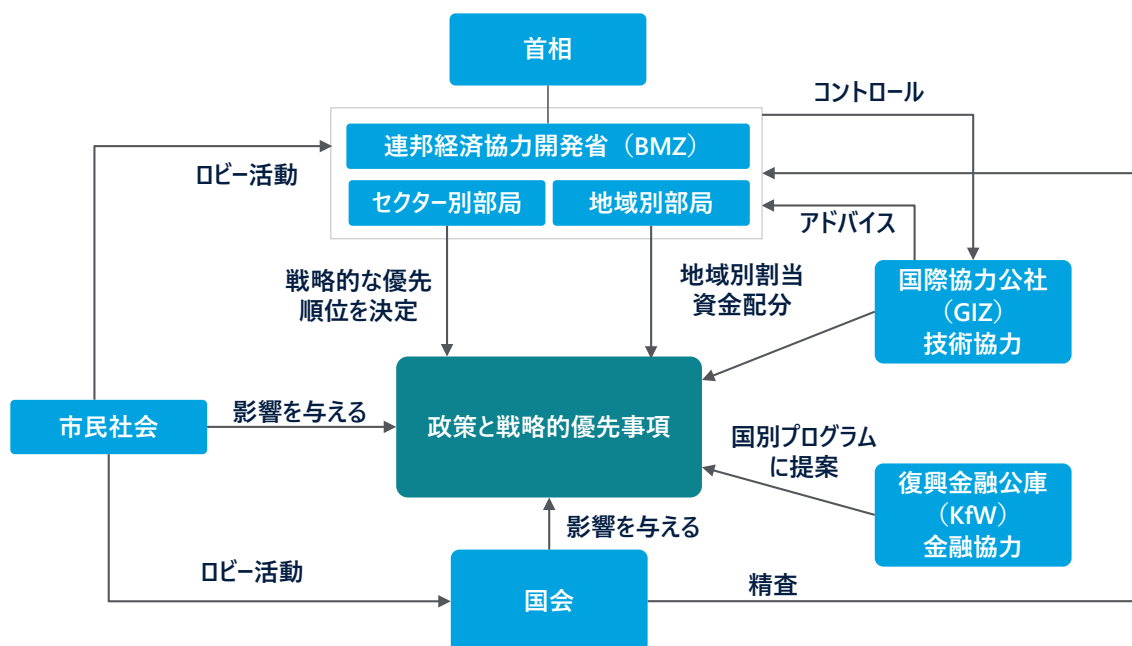 首相
コントロール
連邦経済協力開発省（BMZ）
ロビー活動
セクター別部局
地域別部局
アドバイス
戦略的な優先
順位を決定
地域別割当
資金配分
国際協力公社
（GIZ）
技術協力
市民社会
影響を与える
政策と戦略的優先事項
国別プログラム
に提案
復興金融公庫
（KfW）
金融協力
影響を与える
ロビー活動
国会
精査